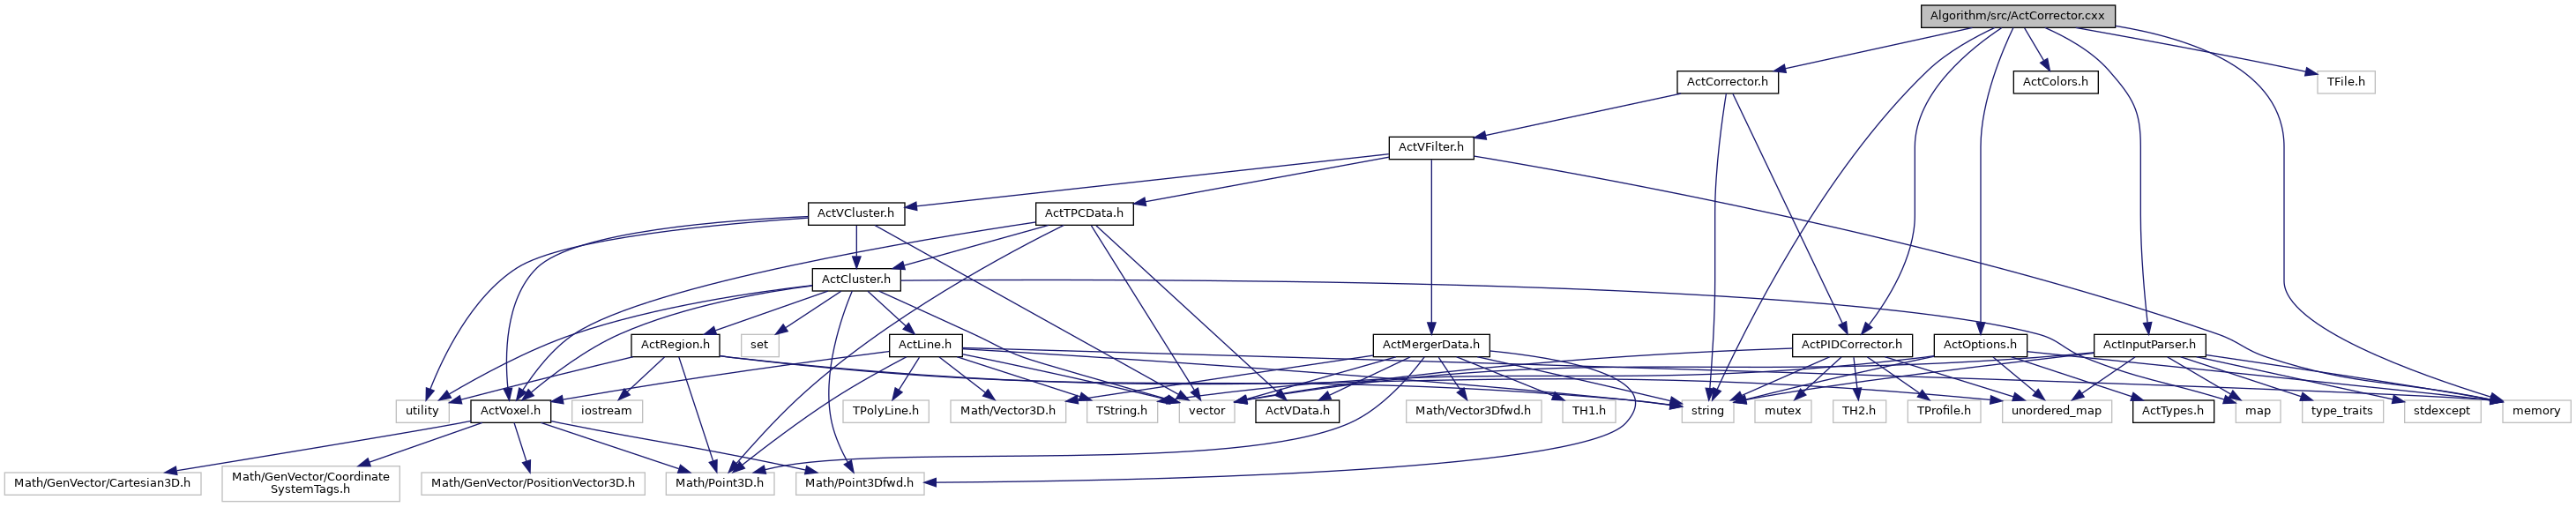 Algorithm/src/ActCorrector.cxx
ActCorrector.h
ActColors.h
TFile.h
ActVFilter.h
ActVCluster.h
ActTPCData.h
ActCluster.h
ActRegion.h
set
ActLine.h
ActMergerData.h
ActPIDCorrector.h
ActOptions.h
ActInputParser.h
utility
ActVoxel.h
iostream
TPolyLine.h
Math/Vector3D.h
TString.h
vector
ActVData.h
Math/Vector3Dfwd.h
TH1.h
string
mutex
TH2.h
TProfile.h
unordered_map
ActTypes.h
map
type_traits
stdexcept
memory
Math/GenVector/Cartesian3D.h
Math/GenVector/Coordinate
SystemTags.h
Math/GenVector/PositionVector3D.h
Math/Point3D.h
Math/Point3Dfwd.h